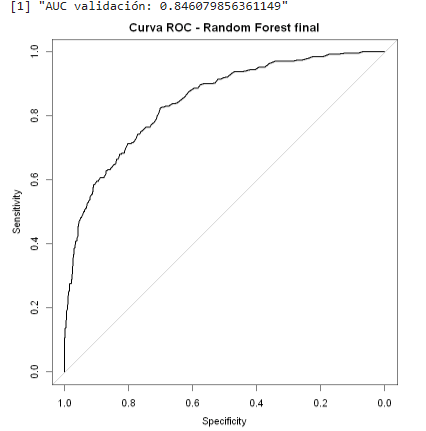 [1] "AUC validación: 0.846079856361149"
Curva ROC - Random Forest final
1.0
0.8
0.6
0.4
0.2
0.0
Sensitivity
1.0 0.8 0.6 0.4 0.2 0.0
Specificity